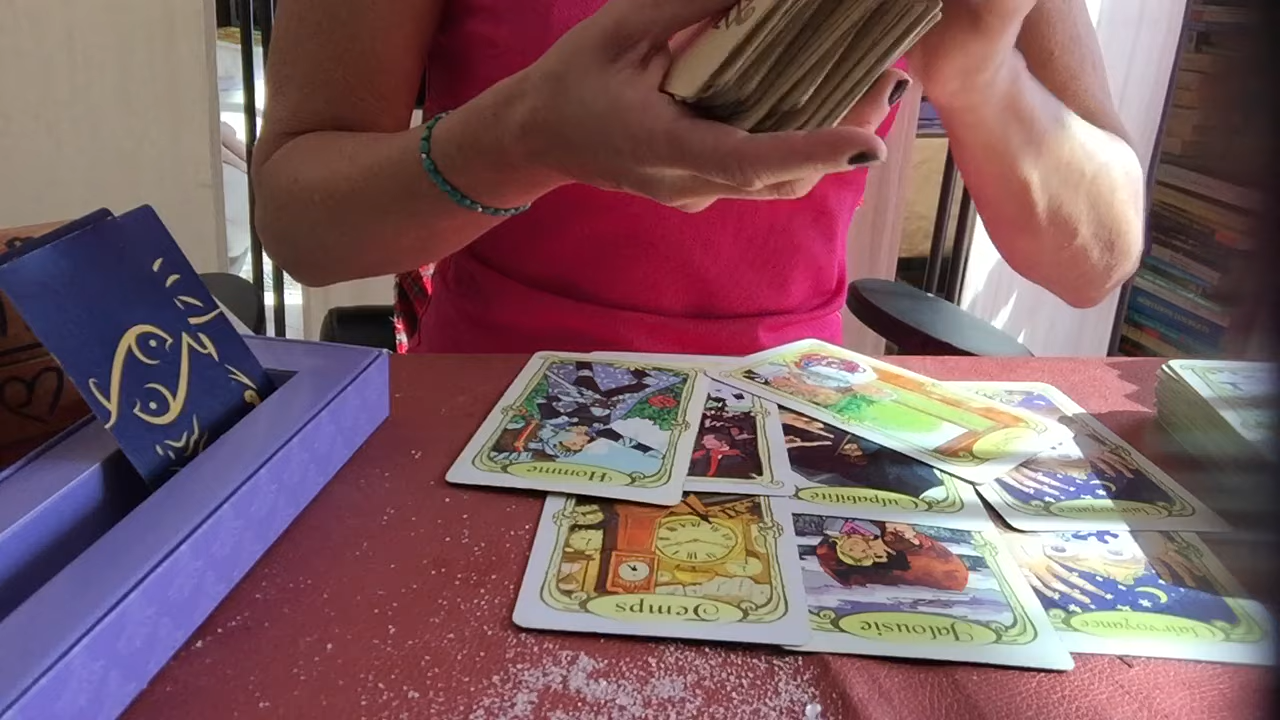 Homme
Culpabilité
Clairvoyance
Temps
Jalousie
Clairvoyance